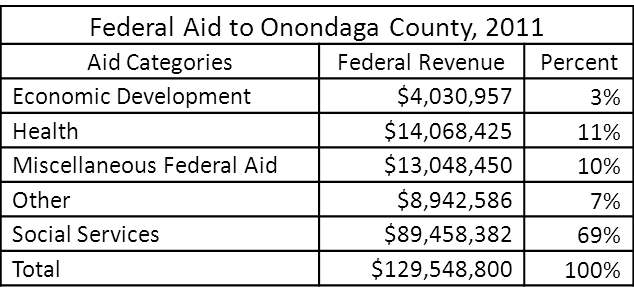 Federal Aid to Onondaga County, 2011
Aid Categories Federal Revenue Percent
Economic Development $4,030,957 3%
Health $14,068,425 11%
Miscellaneous Federal Aid $13,048,450 10%
Other $8,942,586 7%
Social Services $89,458,382 69%
Total $129,548,800 100%